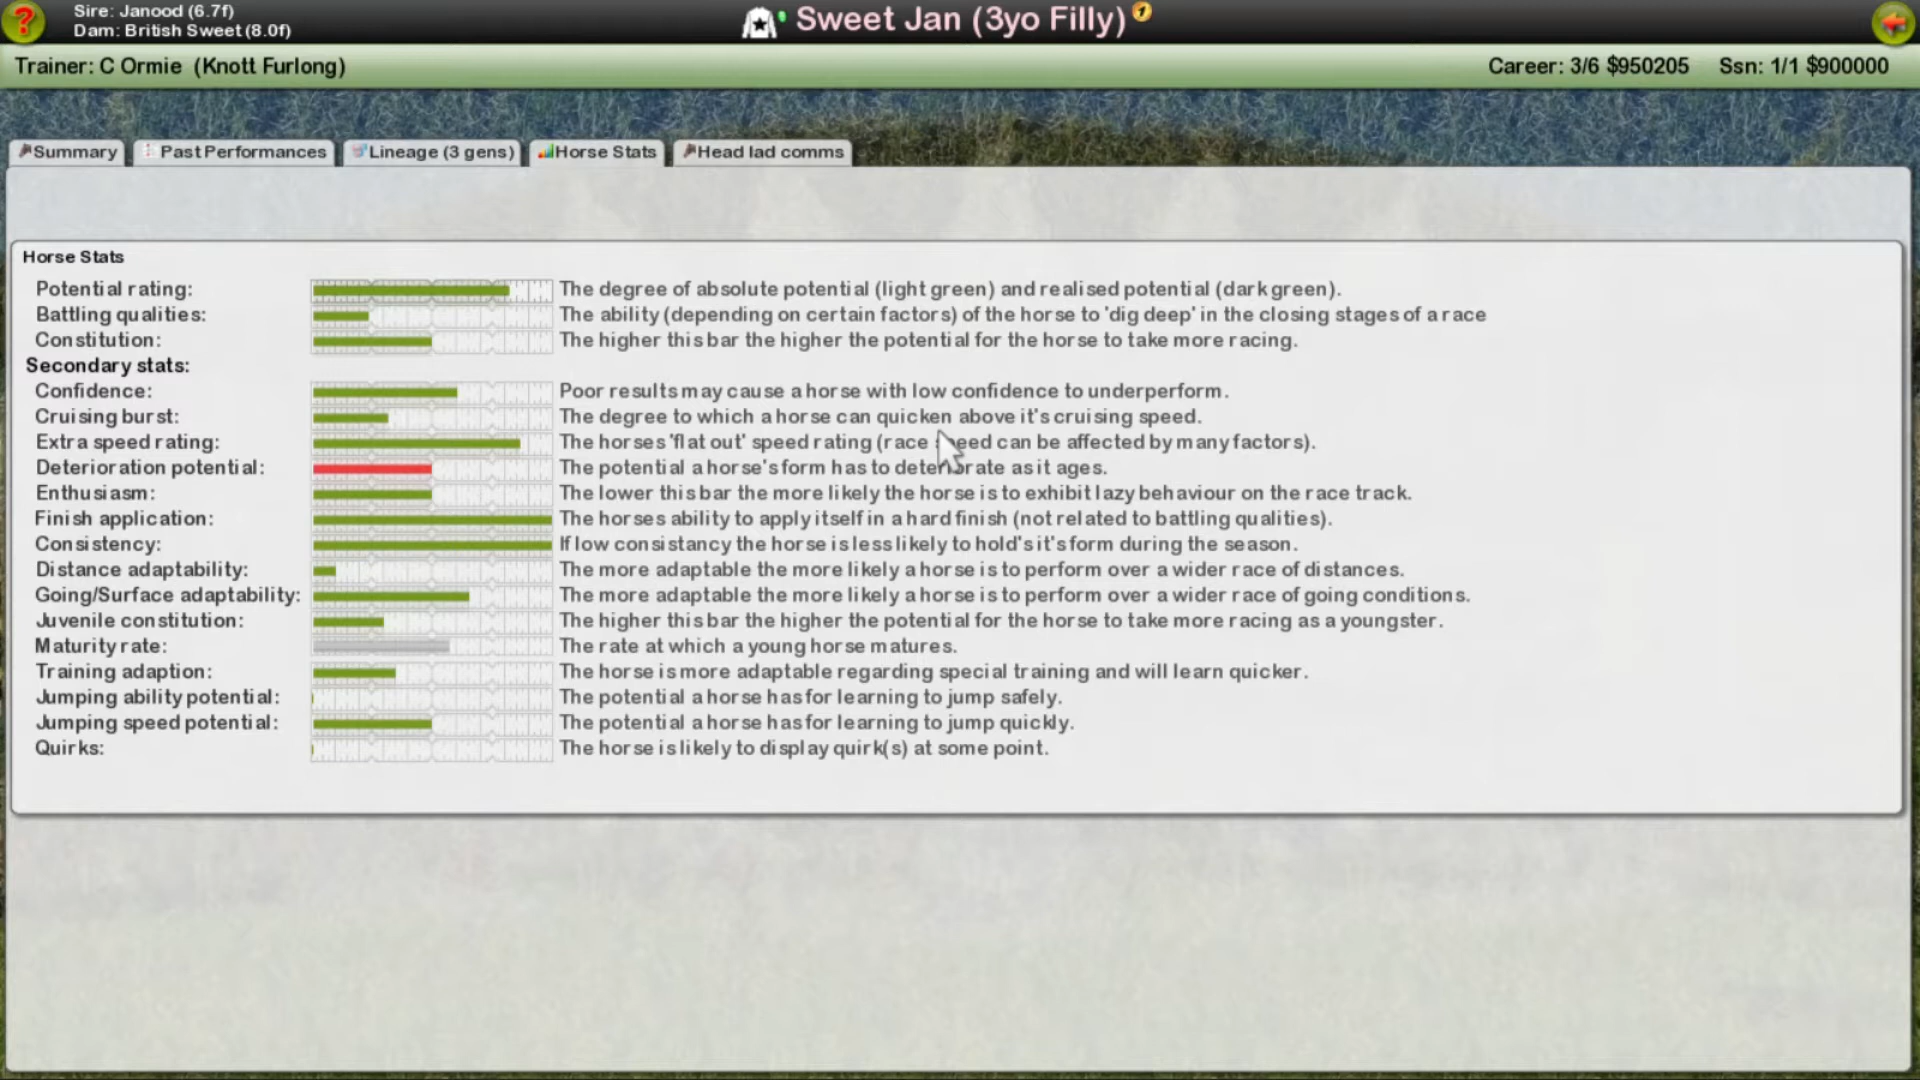 Sire: Janood (6.7f)
Dam: British Sweet (8.0f)
Sweet Jan (3yo Filly)
Trainer: C Ormie (Knott Furlong)
Career: 3/6 $950205 Ssn: 1/1 $900000
Summary Past Performances Lineage (3 gens) Horse Stats Head lad comms
Horse Stats
Potential rating: The degree of absolute potential (light green) and realised potential (dark green).
Battling qualities: The ability (depending on certain factors) of the horse to 'dig deep' in the closing stages of a race
Constitution: The higher this bar the higher the potential for the horse to take more racing.
Secondary stats:
Confidence: Poor results may cause a horse with low confidence to underperform.
Cruising burst: The degree to which a horse can quicken above it's cruising speed.
Extra speed rating: The horses 'flat out' speed rating (race speed can be affected by many factors).
Deterioration potential: The potential a horse's form has to deteriorate as it ages.
Enthusiasm: The lower this bar the more likely the horse is to exhibit lazy behaviour on the race track.
Finish application: The horses ability to apply itself in a hard finish (not related to battling qualities).
Consistency: If low consistancy the horse is less likely to hold's it's form during the season.
Distance adaptability: The more adaptable the more likely a horse is to perform over a wider race of distances.
Going/Surface adaptability: The more adaptable the more likely a horse is to perform over a wider race of going conditions.
Juvenile constitution: The higher this bar the higher the potential for the horse to take more racing as a youngster.
Maturity rate: The rate at which a young horse matures.
Training adaption: The horse is more adaptable regarding special training and will learn quicker.
Jumping ability potential: The potential a horse has for learning to jump safely.
Jumping speed potential: The potential a horse has for learning to jump quickly.
Quirks: The horse is likely to display quirk(s) at some point.